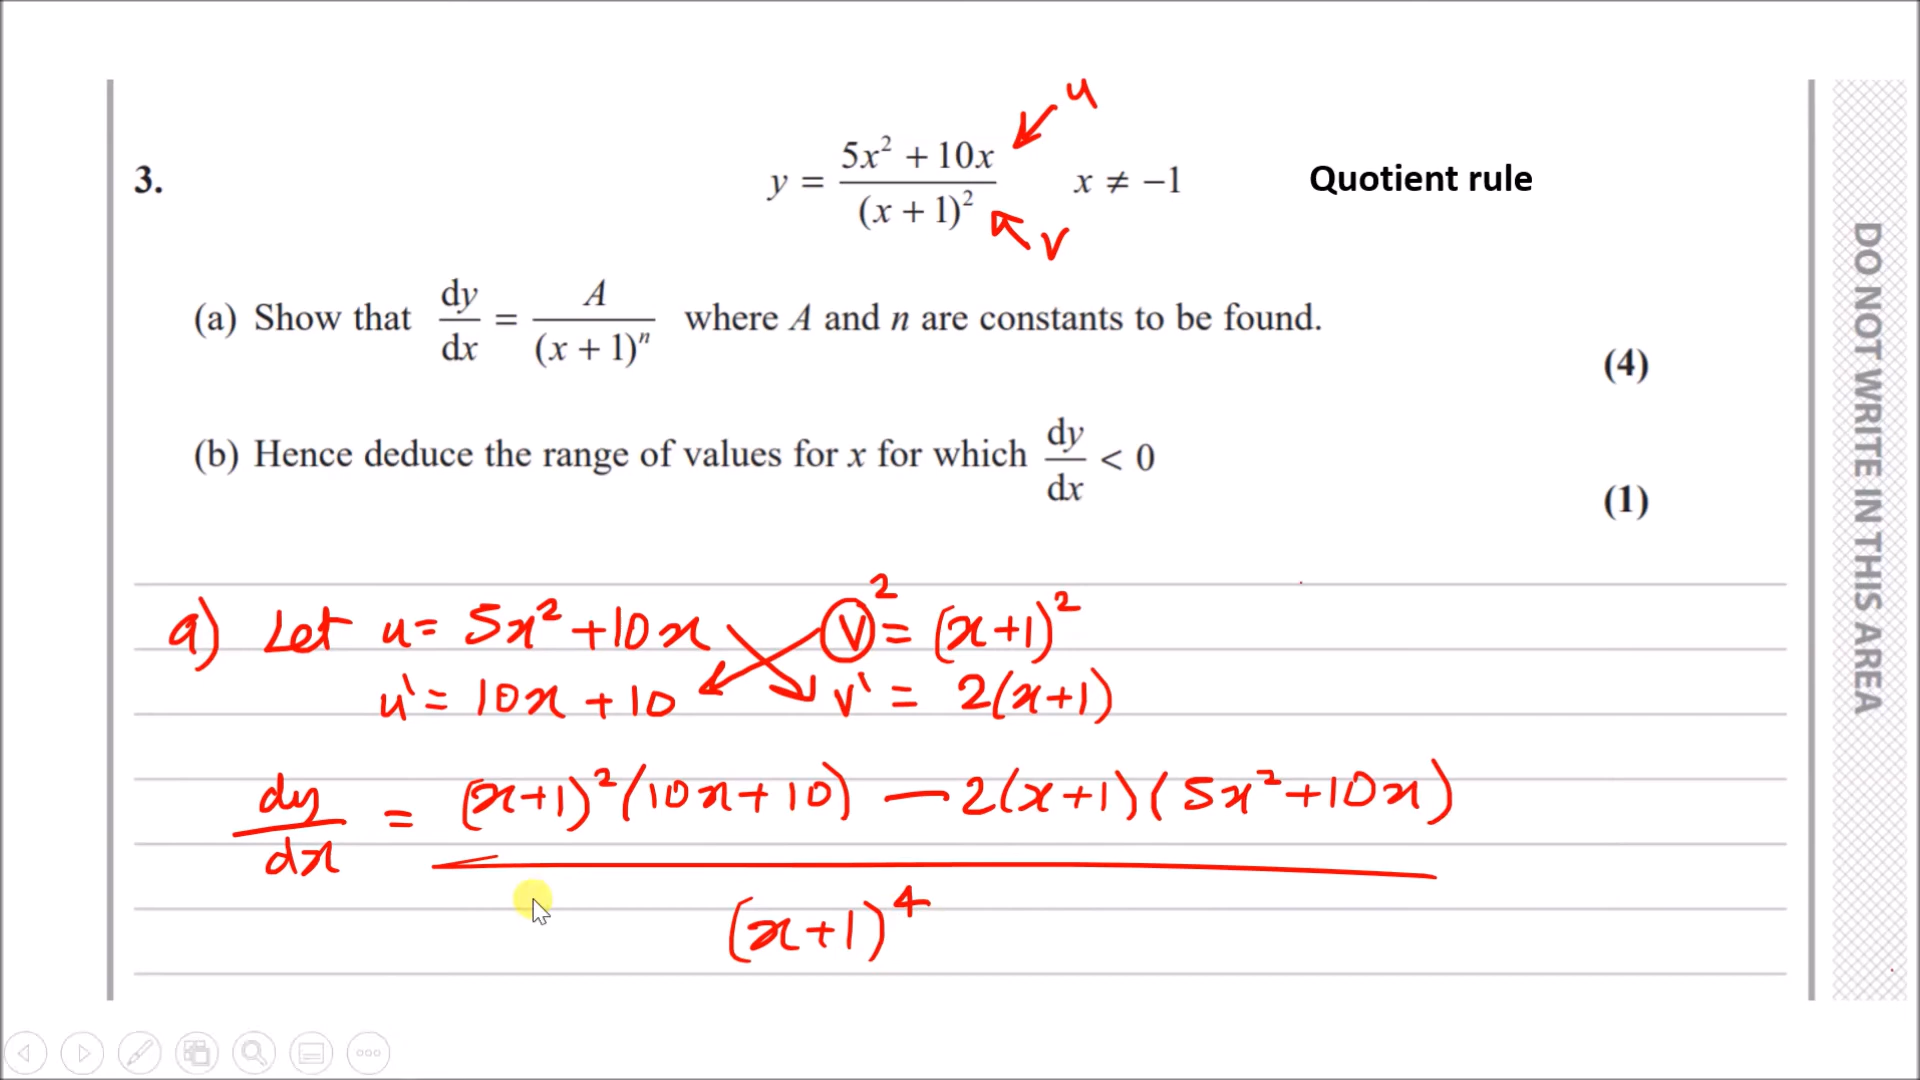 u
3. y = (5x² + 10x)/(x + 1)² x ≠ −1 Quotient rule
v
(a) Show that dy/dx = A/(x + 1)ⁿ where A and n are constants to be found.
(4)
(b) Hence deduce the range of values for x for which dy/dx < 0
(1)
a) Let u = 5x² + 10x v² = (x+1)²
u' = 10x + 10 v' = 2(x+1)
dy/dx = ((x+1)²(10x+10) − 2(x+1)(5x²+10x))/(x+1)⁴
DO NOT WRITE IN THIS AREA